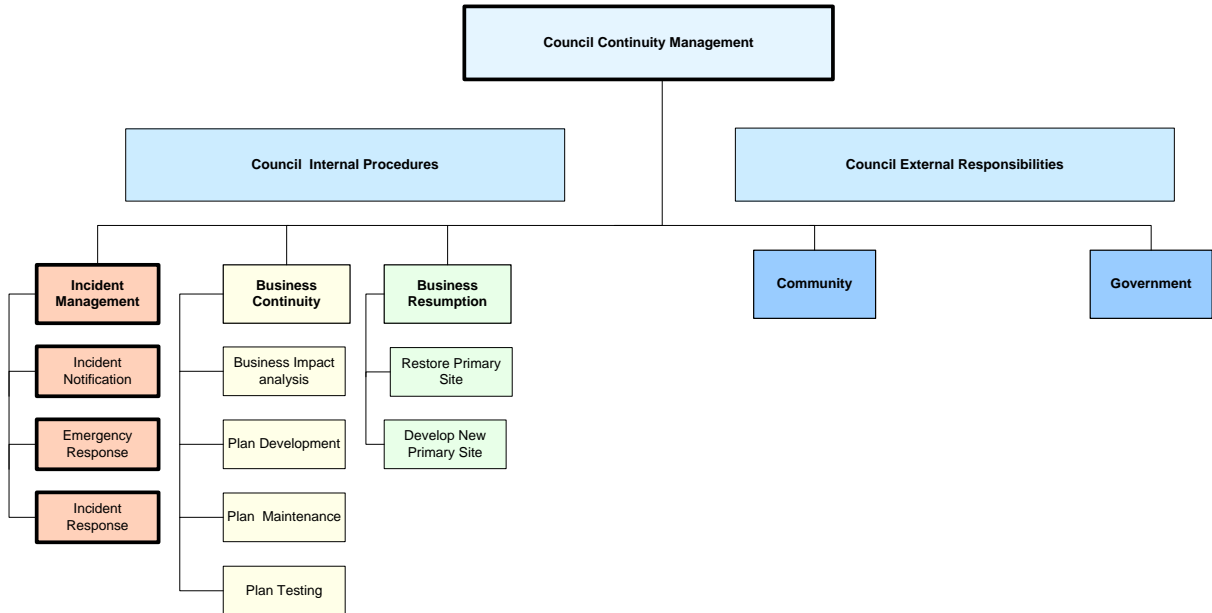 Council Continuity Management
Council  Internal Procedures
Council External Responsibilities
Incident
Management
Business
Continuity
Business
Resumption
Community
Government
Incident
Notification
Business Impact
analysis
Restore Primary
Site
Emergency
Response
Plan Development
Develop New
Primary Site
Incident
Response
Plan  Maintenance
Plan Testing